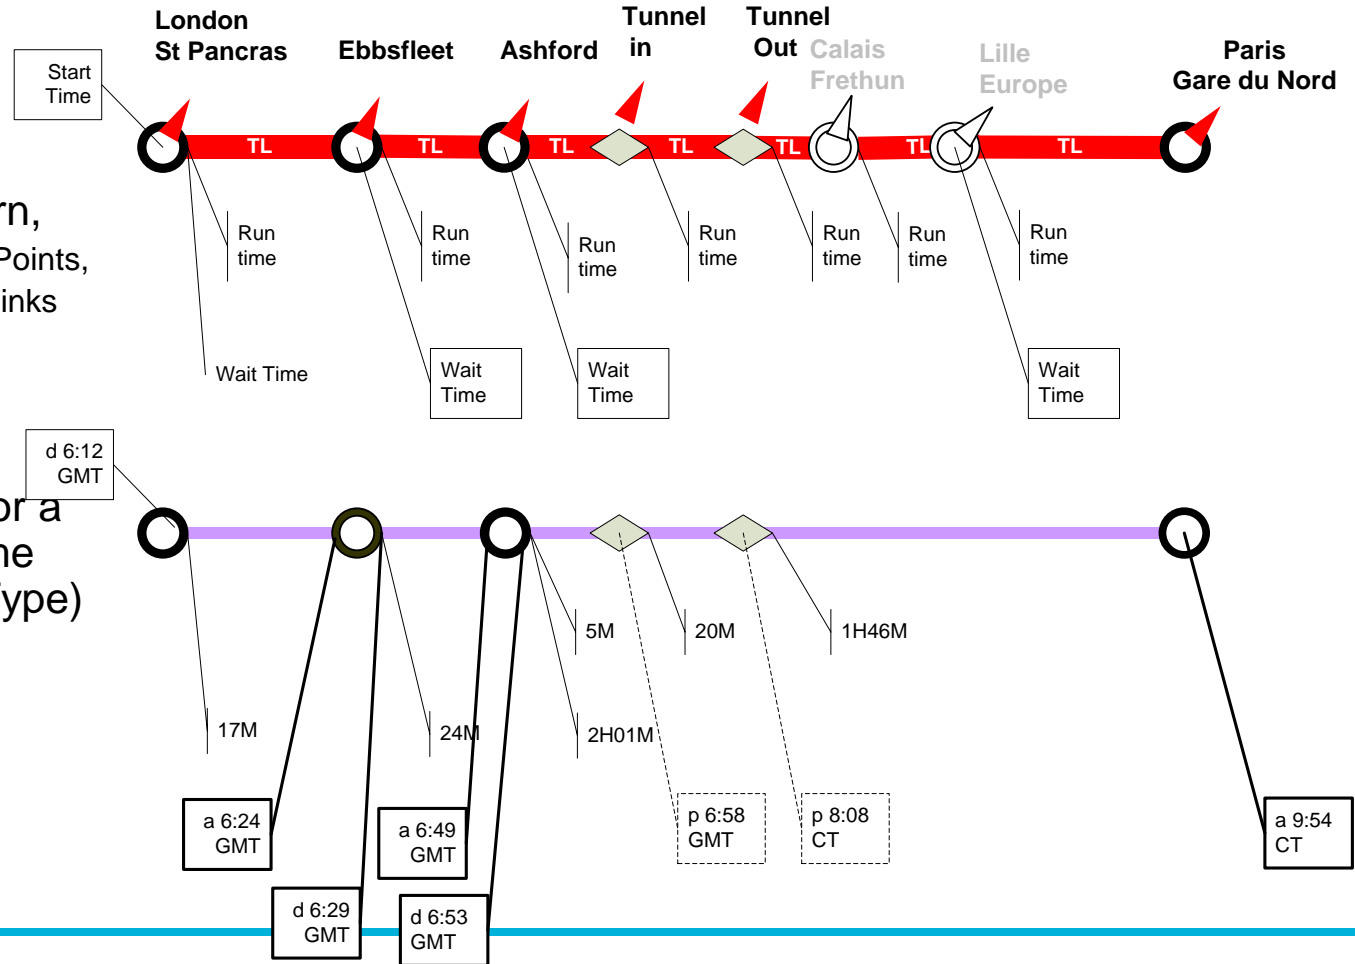 London
St Pancras
Ebbsfleet
Ashford
Tunnel
in
Tunnel
Out
Calais
Frethun
Lille
Europe
Paris
Gare du Nord
Start
Time
TL
TL
TL
TL
TL
TL
TL
rn,
Points,
inks
Run
time
Run
time
Run
time
Run
time
Run
time
Run
time
Run
time
Wait Time
Wait
Time
Wait
Time
Wait
Time
d 6:12
GMT
or a
ne
ype)
5M
20M
1H46M
17M
24M
2H01M
a 6:24
GMT
a 6:49
GMT
p 6:58
GMT
p 8:08
CT
a 9:54
CT
d 6:29
GMT
d 6:53
GMT